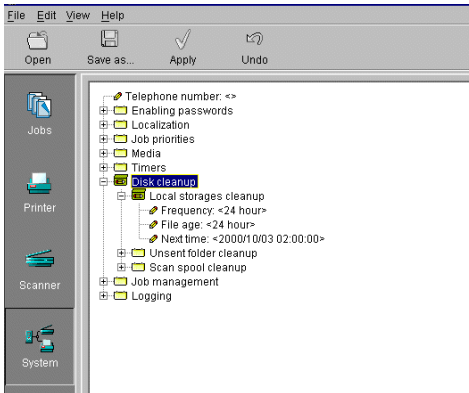 File Edit View Help
Open Save as... Apply Undo
Jobs
Printer
Scanner
System
Telephone number: <>
Enabling passwords
Localization
Job priorities
Media
Timers
Disk cleanup
Local storages cleanup
Frequency: <24 hour>
File age: <24 hour>
Next time: <2000/10/03 02:00:00>
Unsent folder cleanup
Scan spool cleanup
Job management
Logging